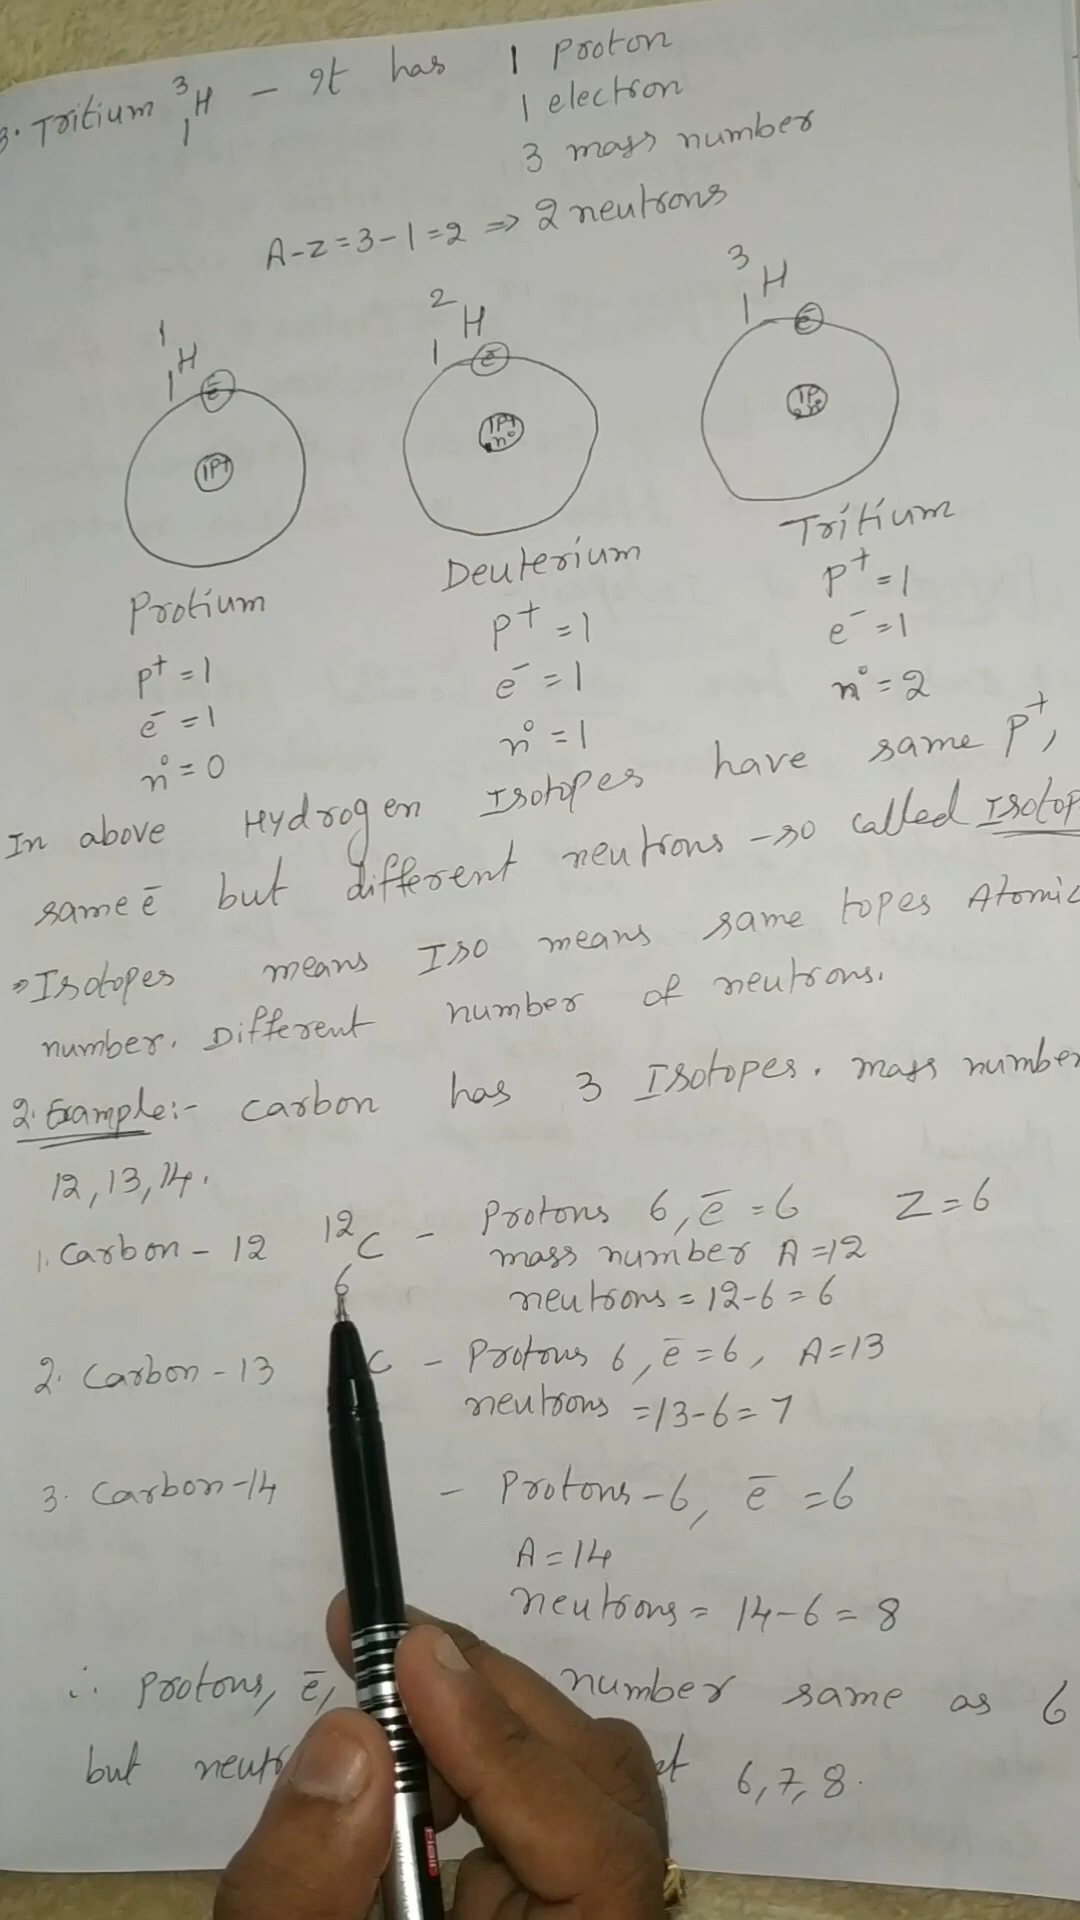 3. Tritium ³₁H - It has 1 proton
1 electron
3 mass number
A-Z=3-1=2 ⇒ 2 neutrons
¹₁H
e⁻
1P+
²₁H
e⁻
1P+
n°
³₁H
e⁻
1P
2n°
Protium
P⁺ = 1
e⁻ = 1
n° = 0
Deuterium
P⁺ = 1
e⁻ = 1
n° = 1
Tritium
P⁺ = 1
e⁻ = 1
n° = 2
In above Hydrogen Isotopes have same P⁺,
same e⁻ but different neutrons - so called Isotop
⇒ Isotopes means Iso means same topes Atomic
number. Different number of neutrons.
2. Example:- carbon has 3 Isotopes. mass number
12, 13, 14.
1. Carbon - 12 ¹²₆C - Protons 6, e⁻ = 6 Z = 6
mass number A = 12
neutrons = 12-6 = 6
2. Carbon - 13 C - Protons 6, e⁻ = 6, A = 13
neutrons = 13-6 = 7
3. Carbon-14 - Protons - 6, e⁻ = 6
A = 14
neutrons = 14-6 = 8
∴ Protons, e⁻, number same as 6
but neut 6, 7, 8.
Flair